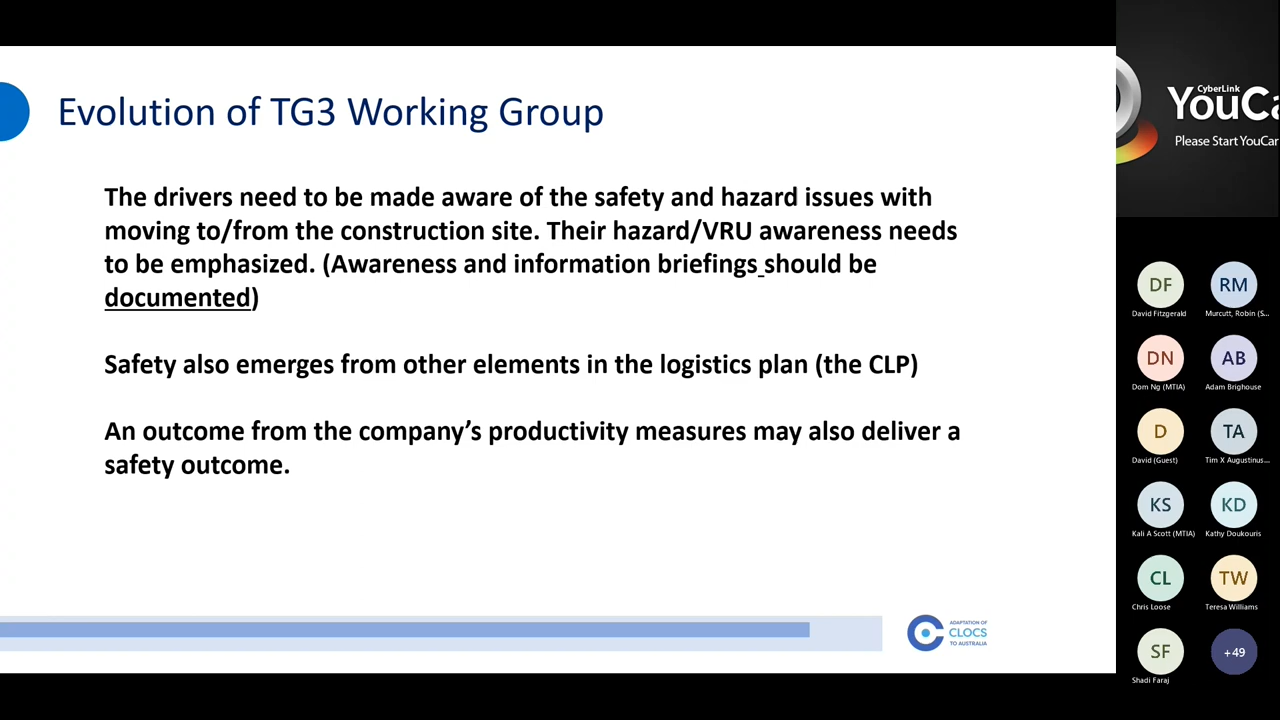 Evolution of TG3 Working Group
The drivers need to be made aware of the safety and hazard issues with
moving to/from the construction site. Their hazard/VRU awareness needs
to be emphasized. (Awareness and information briefings should be
documented)
Safety also emerges from other elements in the logistics plan (the CLP)
An outcome from the company's productivity measures may also deliver a
safety outcome.
ADAPTATION OF
CLOCS
TO AUSTRALIA
CyberLink
YouCa
Please Start YouCar
DF
David Fitzgerald
RM
Murcutt, Robin (S...
DN
Dom Ng (MTIA)
AB
Adam Brighouse
D
David (Guest)
TA
Tim X Augustinus...
KS
Kali A Scott (MTIA)
KD
Kathy Doukouris
CL
Chris Loose
TW
Teresa Williams
SF
Shadi Faraj
+49